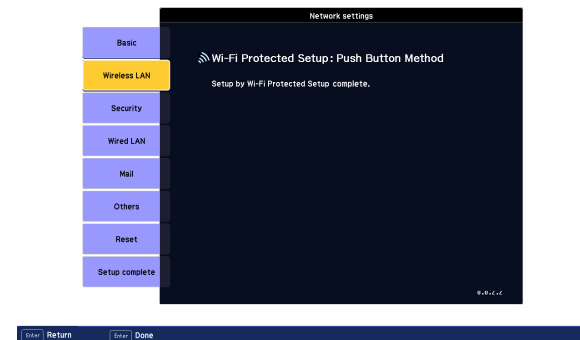 Network settings
Basic
Wireless LAN
Security
Wired LAN
Mail
Others
Reset
Setup complete
Wi-Fi Protected Setup: Push Button Method
Setup by Wi-Fi Protected Setup complete.
Enter Return
Enter Done